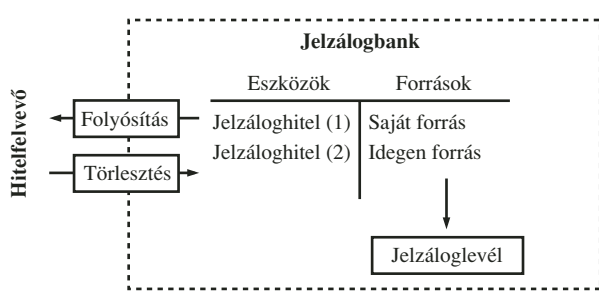 Jelzálogbank
Eszközök Források
Hitelfelvevő
Folyósítás
Jelzáloghitel (1) Saját forrás
Jelzáloghitel (2) Idegen forrás
Törlesztés
Jelzáloglevél